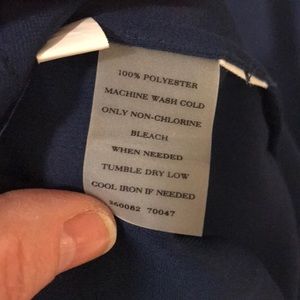 100% POLYESTER
MACHINE WASH COLD
ONLY NON-CHLORINE
BLEACH
WHEN NEEDED
TUMBLE DRY LOW
COOL IRON IF NEEDED
260082 70047